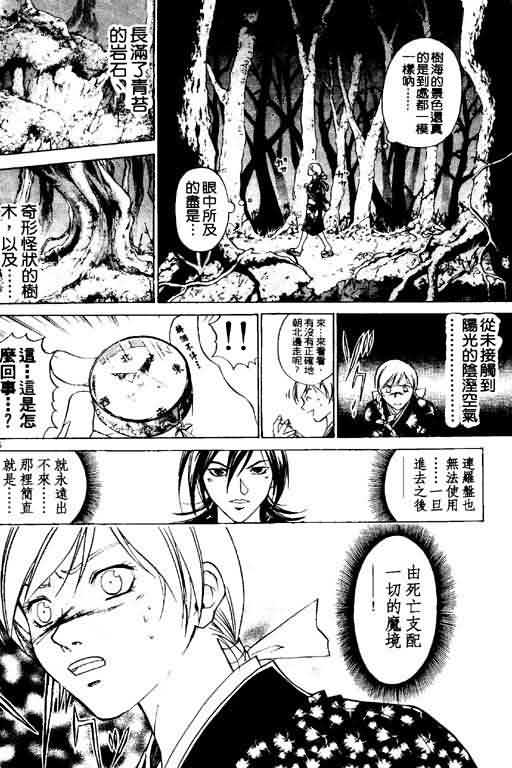 樹海的景色還真
的是到處都一模
一樣吶……
眼中所及
的盡是…
長滿了青苔
的岩石〉
奇形怪狀的樹
木，以及……
從未接觸到
陽光的陰溼空氣
……
來…來看看
有沒有正確地
朝北邊走呢？
!!
這…這是怎
麼回事…？
連羅盤也
無法使用
……一旦
進去之後
就永遠出
不來……
那裡簡直
就是……
由死亡支配
一切的魔境
——！